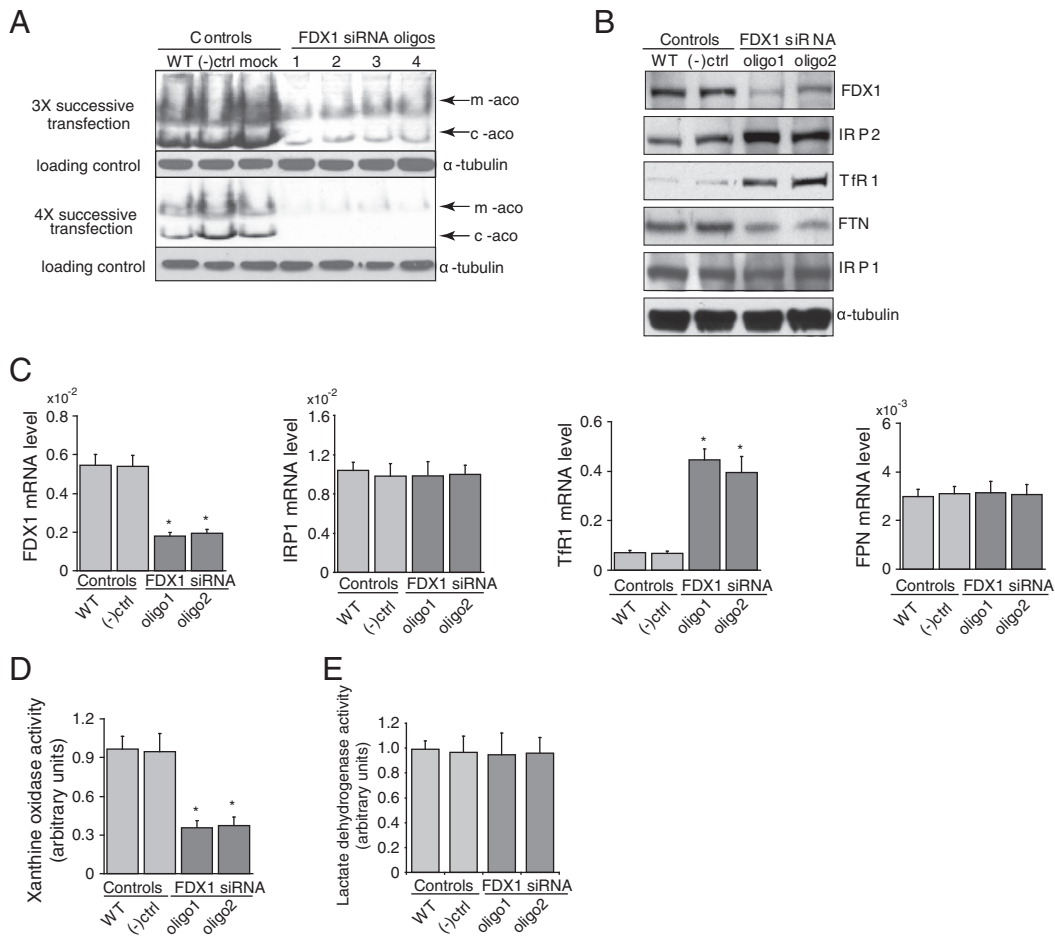 A
Controls
FDX1 siRNA oligos
WT (-)ctrl mock 1 2 3 4
3X successive
transfection
m -aco
c -aco
loading control
α -tubulin
4X successive
transfection
m -aco
c -aco
loading control
α -tubulin
B
Controls
FDX1 siRNA
WT (-)ctrl oligo1 oligo2
FDX1
IRP2
TfR1
FTN
IRP1
α-tubulin
C
x10-2
FDX1 mRNA level
0.8
0.6
0.4
0.2
0
* *
Controls FDX1 siRNA
WT (-)ctrl oligo1 oligo2
x10-2
IRP1 mRNA level
1.6
1.2
0.8
0.4
0
Controls FDX1 siRNA
WT (-)ctrl oligo1 oligo2
TfR1 mRNA level
0.6
0.4
0.2
0
* *
Controls FDX1 siRNA
WT (-)ctrl oligo1 oligo2
x10-3
FPN mRNA level
6
4
2
0
Controls FDX1 siRNA
WT (-)ctrl oligo1 oligo2
D
Xanthine oxidase activity
(arbitrary units)
1.2
0.9
0.6
0.3
0
* *
Controls FDX1 siRNA
WT (-)ctrl oligo1 oligo2
E
Lactate dehydrogenase activity
(arbitrary units)
1.2
1.0
0.8
0.6
0.4
0.2
0
Controls FDX1 siRNA
WT (-)ctrl oligo1 oligo2